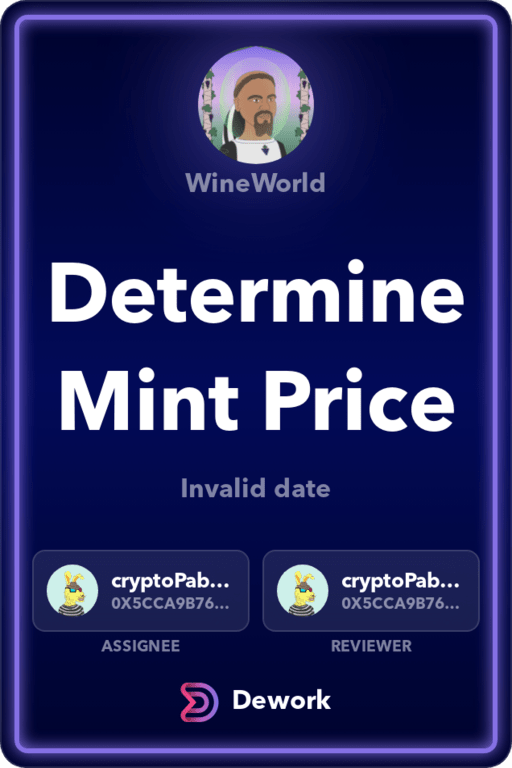 WineWorld
Determine
Mint Price
Invalid date
cryptoPab...
0X5CCA9B76...
ASSIGNEE
cryptoPab...
0X5CCA9B76...
REVIEWER
Dework